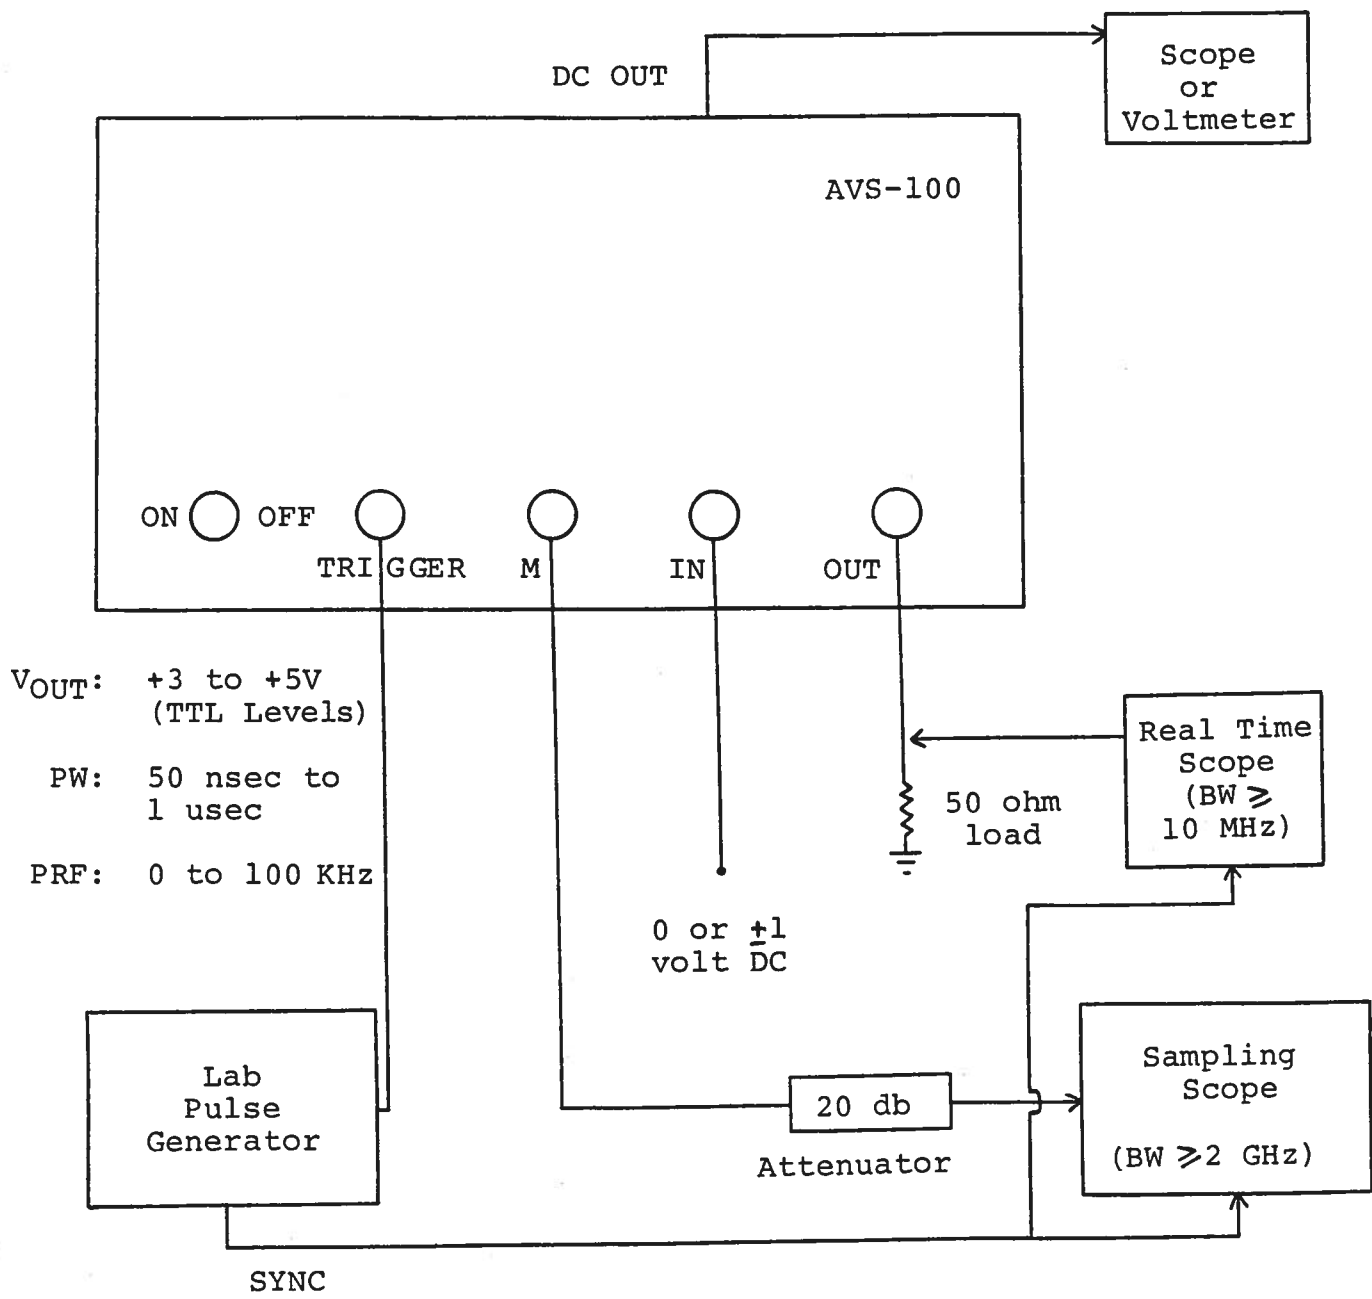 DC OUT
Scope
or
Voltmeter
AVS-100
ON OFF
TRIGGER
M
IN
OUT
VOUT: +3 to +5V
(TTL Levels)
PW: 50 nsec to
1 usec
PRF: 0 to 100 KHz
Real Time
Scope
(BW ⩾
10 MHz)
50 ohm
load
0 or ±1
volt DC
Lab
Pulse
Generator
20 db
Attenuator
Sampling
Scope
(BW ⩾2 GHz)
SYNC